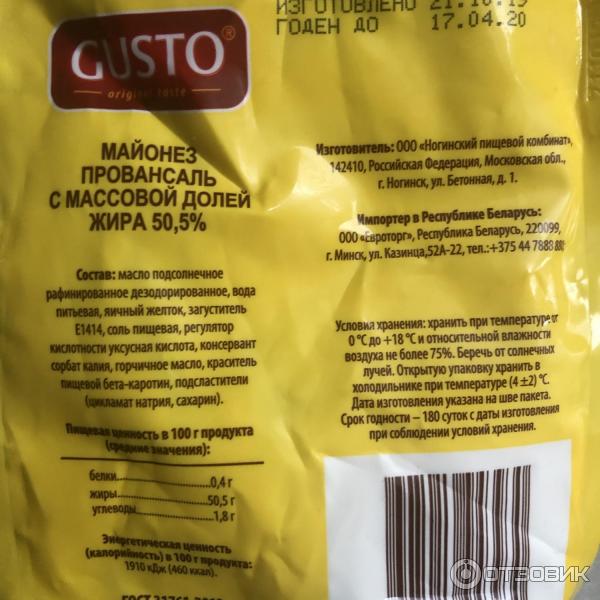 ИЗГОТОВЛЕНО 21.10.19
ГОДЕН ДО 17.04.20
GUSTO®
original taste
МАЙОНЕЗ
ПРОВАНСАЛЬ
С МАССОВОЙ ДОЛЕЙ
ЖИРА 50,5%
Состав: масло подсолнечное
рафинированное дезодорированное, вода
питьевая, яичный желток, загуститель
Е1414, соль пищевая, регулятор
кислотности уксусная кислота, консервант
сорбат калия, горчичное масло, краситель
пищевой бета-каротин, подсластители
(цикламат натрия, сахарин).
Пищевая ценность в 100 г продукта
(средние значения):
белки 0,4 г
жиры 50,5 г
углеводы 1,8 г
Энергетическая ценность
(калорийность) в 100 г продукта:
1910 кДж (460 ккал).
ГОСТ 31761
Изготовитель: ООО «Ногинский пищевой комбинат»,
142410, Российская Федерация, Московская обл.,
г. Ногинск, ул. Бетонная, д. 1.
Импортер в Республике Беларусь:
ООО «Евроторг», Республика Беларусь, 220099,
г. Минск, ул. Казинца,52А-22, тел.:+375 44 7888
Условия хранения: хранить при температуре от
0 °С до +18 °С и относительной влажности
воздуха не более 75%. Беречь от солнечных
лучей. Открытую упаковку хранить в
холодильнике при температуре (4 ±2) °С.
Дата изготовления указана на шве пакета.
Срок годности – 180 суток с даты изготовления
при соблюдении условий хранения.
ОТЗОВИК